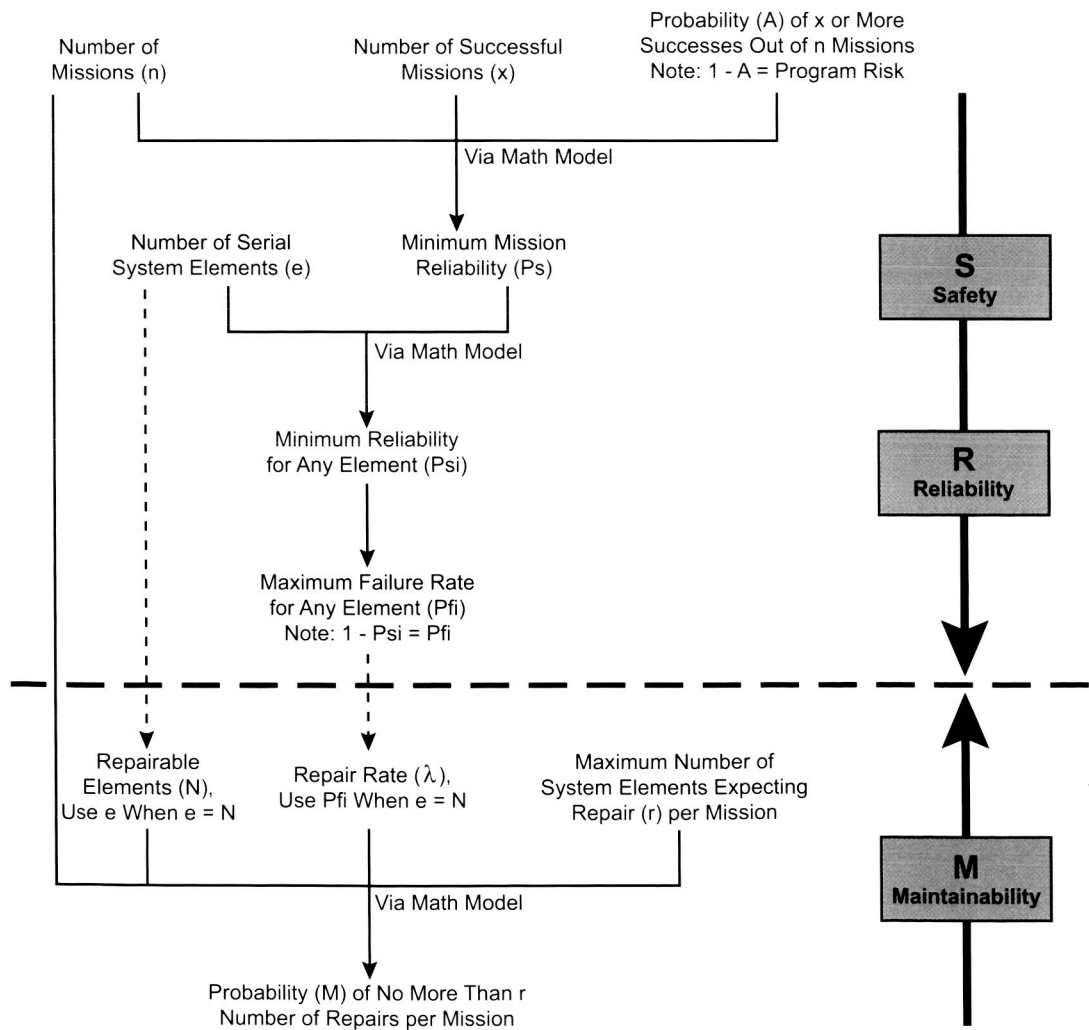 Number of
Missions (n)
Number of Successful
Missions (x)
Probability (A) of x or More
Successes Out of n Missions
Note: 1 - A = Program Risk
Via Math Model
Number of Serial
System Elements (e)
Minimum Mission
Reliability (Ps)
S
Safety
Via Math Model
Minimum Reliability
for Any Element (Psi)
R
Reliability
Maximum Failure Rate
for Any Element (Pfi)
Note: 1 - Psi = Pfi
Repairable
Elements (N),
Use e When e = N
Repair Rate (λ),
Use Pfi When e = N
Maximum Number of
System Elements Expecting
Repair (r) per Mission
M
Maintainability
Via Math Model
Probability (M) of No More Than r
Number of Repairs per Mission